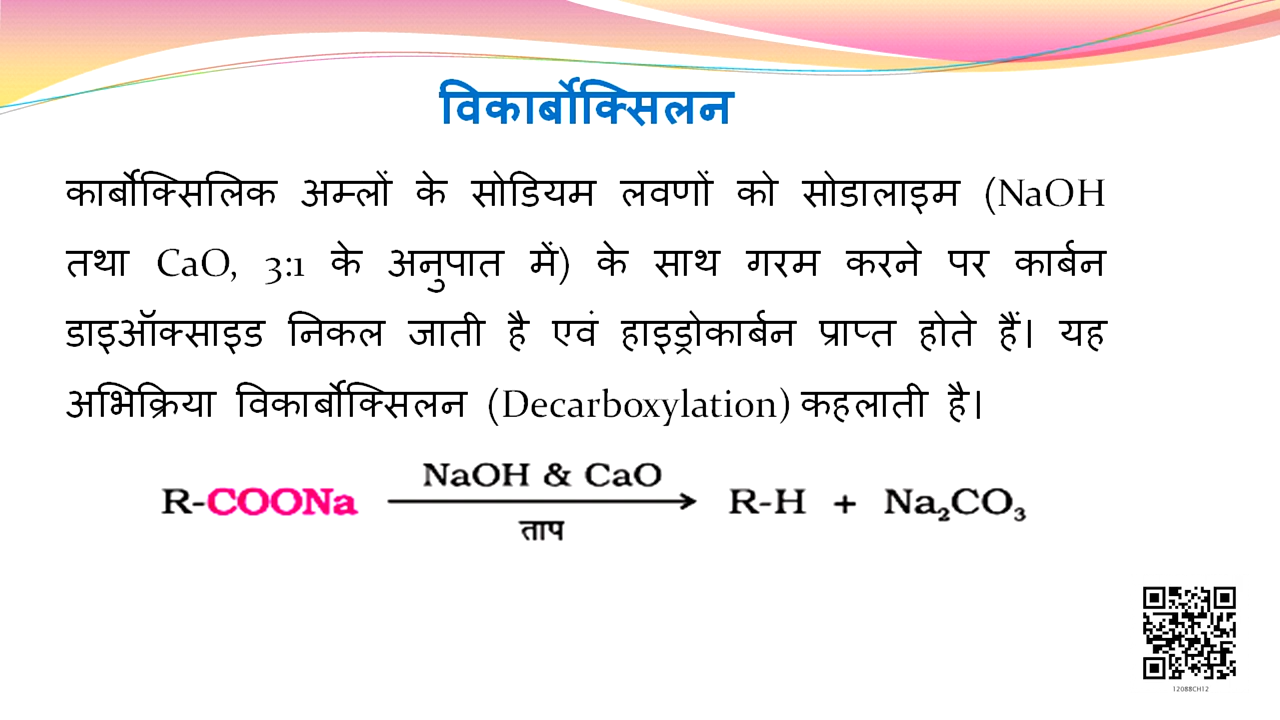 विकार्बोक्सिलन
कार्बोक्सिलिक अम्लों के सोडियम लवणों को सोडालाइम (NaOH
तथा CaO, 3:1 के अनुपात में) के साथ गरम करने पर कार्बन
डाइऑक्साइड निकल जाती है एवं हाइड्रोकार्बन प्राप्त होते हैं। यह
अभिक्रिया विकार्बोक्सिलन (Decarboxylation) कहलाती है।
NaOH & CaO
R-COONa → R-H + Na₂CO₃
ताप
12088CH12